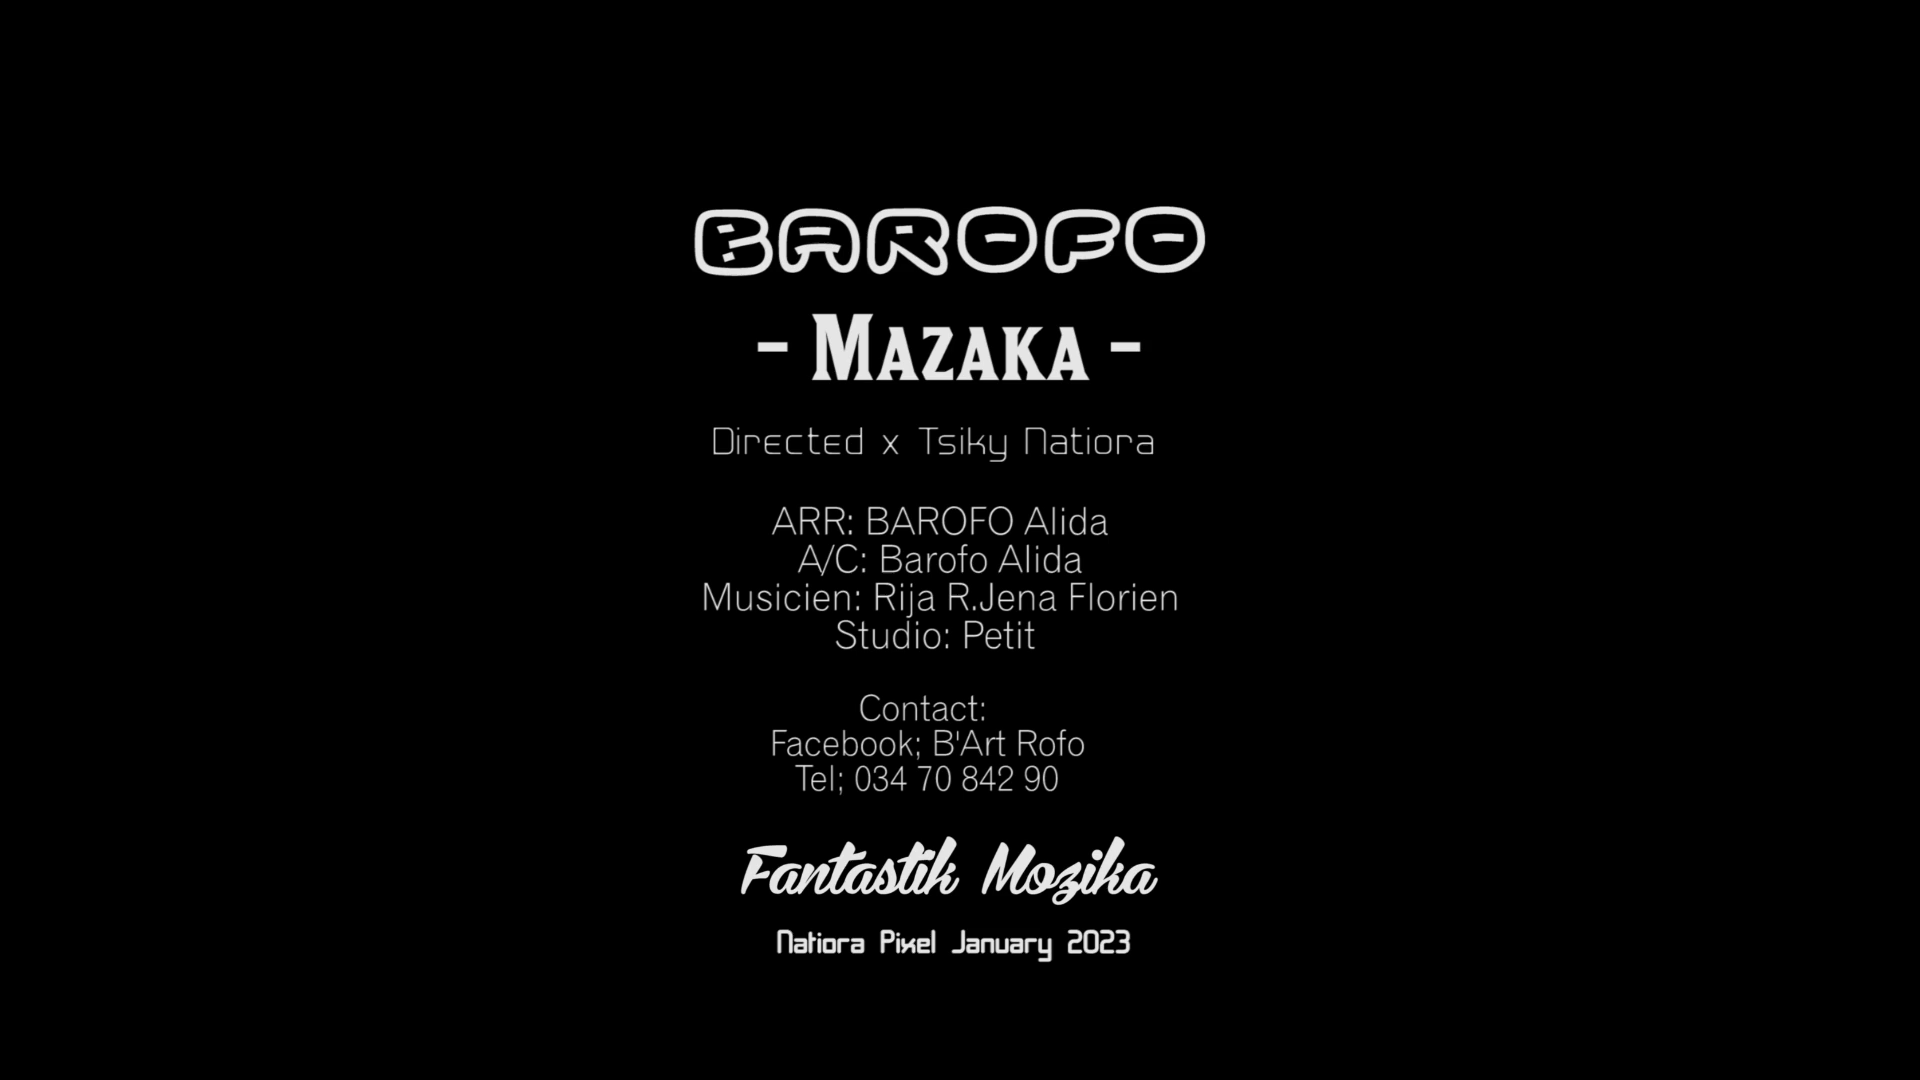 BAROFO
- MAZAKA -
Directed x Tsiky Natiora
ARR: BAROFO Alida
A/C: Barofo Alida
Musicien: Rija R.Jena Florien
Studio: Petit
Contact:
Facebook; B'Art Rofo
Tel; 034 70 842 90
Fantastik Mozika
Natiora Pixel January 2023